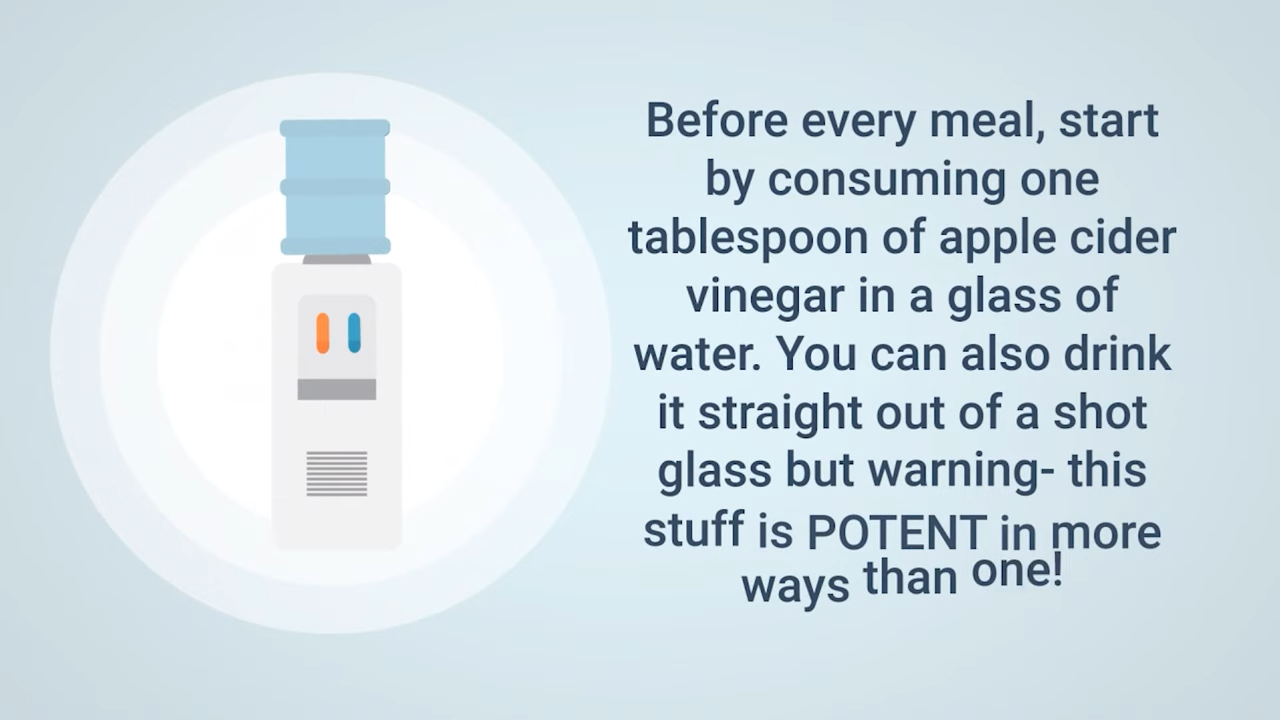 Before every meal, start
by consuming one
tablespoon of apple cider
vinegar in a glass of
water. You can also drink
it straight out of a shot
glass but warning- this
stuff is POTENT in more
ways than one!